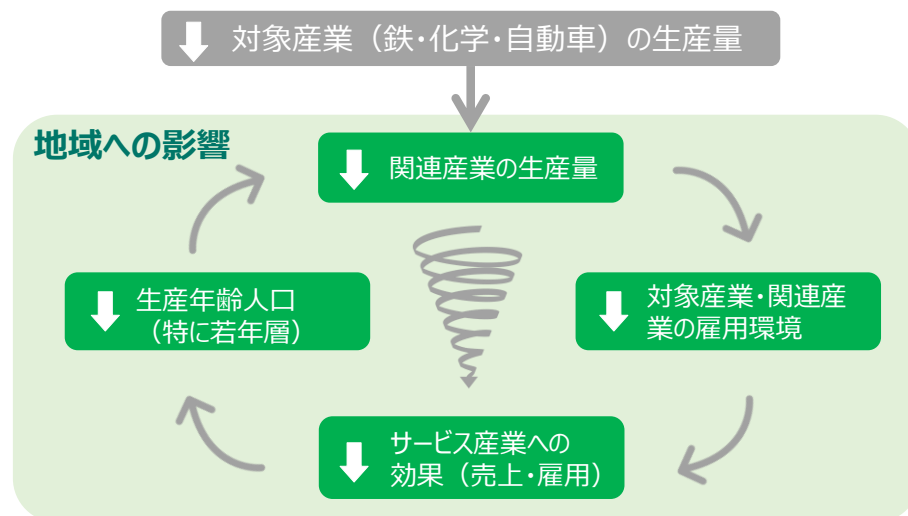 対象産業（鉄・化学・自動車）の生産量
地域への影響
関連産業の生産量
生産年齢人口
（特に若年層）
対象産業・関連産
業の雇用環境
サービス産業への
効果（売上・雇用）